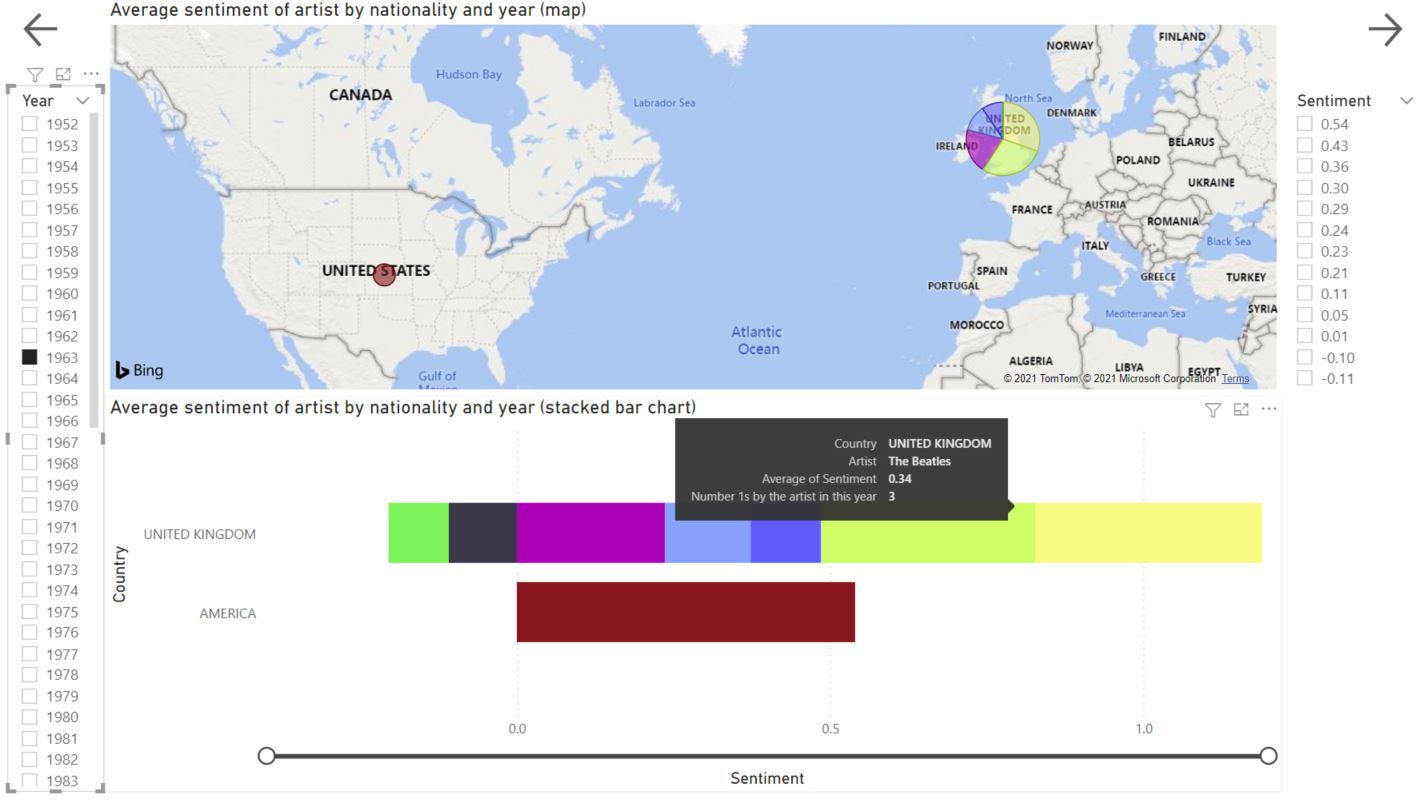 Average sentiment of artist by nationality and year (map)
Year
1952
1953
1954
1955
1956
1957
1958
1959
1960
1961
1962
1963
1964
1965
1966
1967
1968
1969
1970
1971
1972
1973
1974
1975
1976
1977
1978
1979
1980
1981
1982
1983
CANADA
Hudson Bay
Labrador Sea
UNITED STATES
Gulf of
Atlantic
Ocean
NORWAY
FINLAND
North Sea
UNITED
KINGDOM
DENMARK
IRELAND
BELARUS
POLAND
UKRAINE
FRANCE
AUSTRIA
ROMANIA
ITALY
Black Sea
SPAIN
PORTUGAL
GREECE
TURKEY
Mediterranean Sea
SYRIA
MOROCCO
ALGERIA
LIBYA
EGYPT
Bing
© 2021 TomTom, © 2021 Microsoft Corporation Terms
Sentiment
0.54
0.43
0.36
0.30
0.29
0.24
0.23
0.21
0.11
0.05
0.01
-0.10
-0.11
Average sentiment of artist by nationality and year (stacked bar chart)
Country UNITED KINGDOM
Artist The Beatles
Average of Sentiment 0.34
Number 1s by the artist in this year 3
Country
UNITED KINGDOM
AMERICA
0.0 0.5 1.0
Sentiment